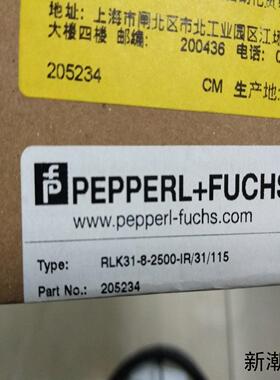 地址: 上海市闸北区市北工业园区江场
大楼四楼 邮编: 200436 电话:
205234 CM 生产地
PEPPERL+FUCHS
www.pepperl-fuchs.com
Type: RLK31-8-2500-IR/31/115
Part No.: 205234
新潮